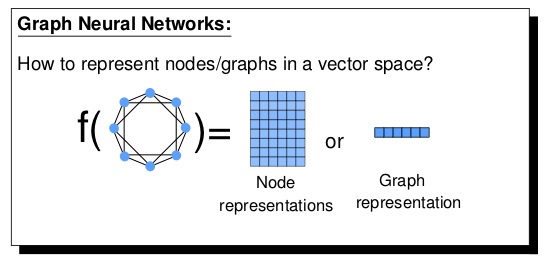 Graph Neural Networks:
How to represent nodes/graphs in a vector space?
f( )= or
Node representations
Graph representation